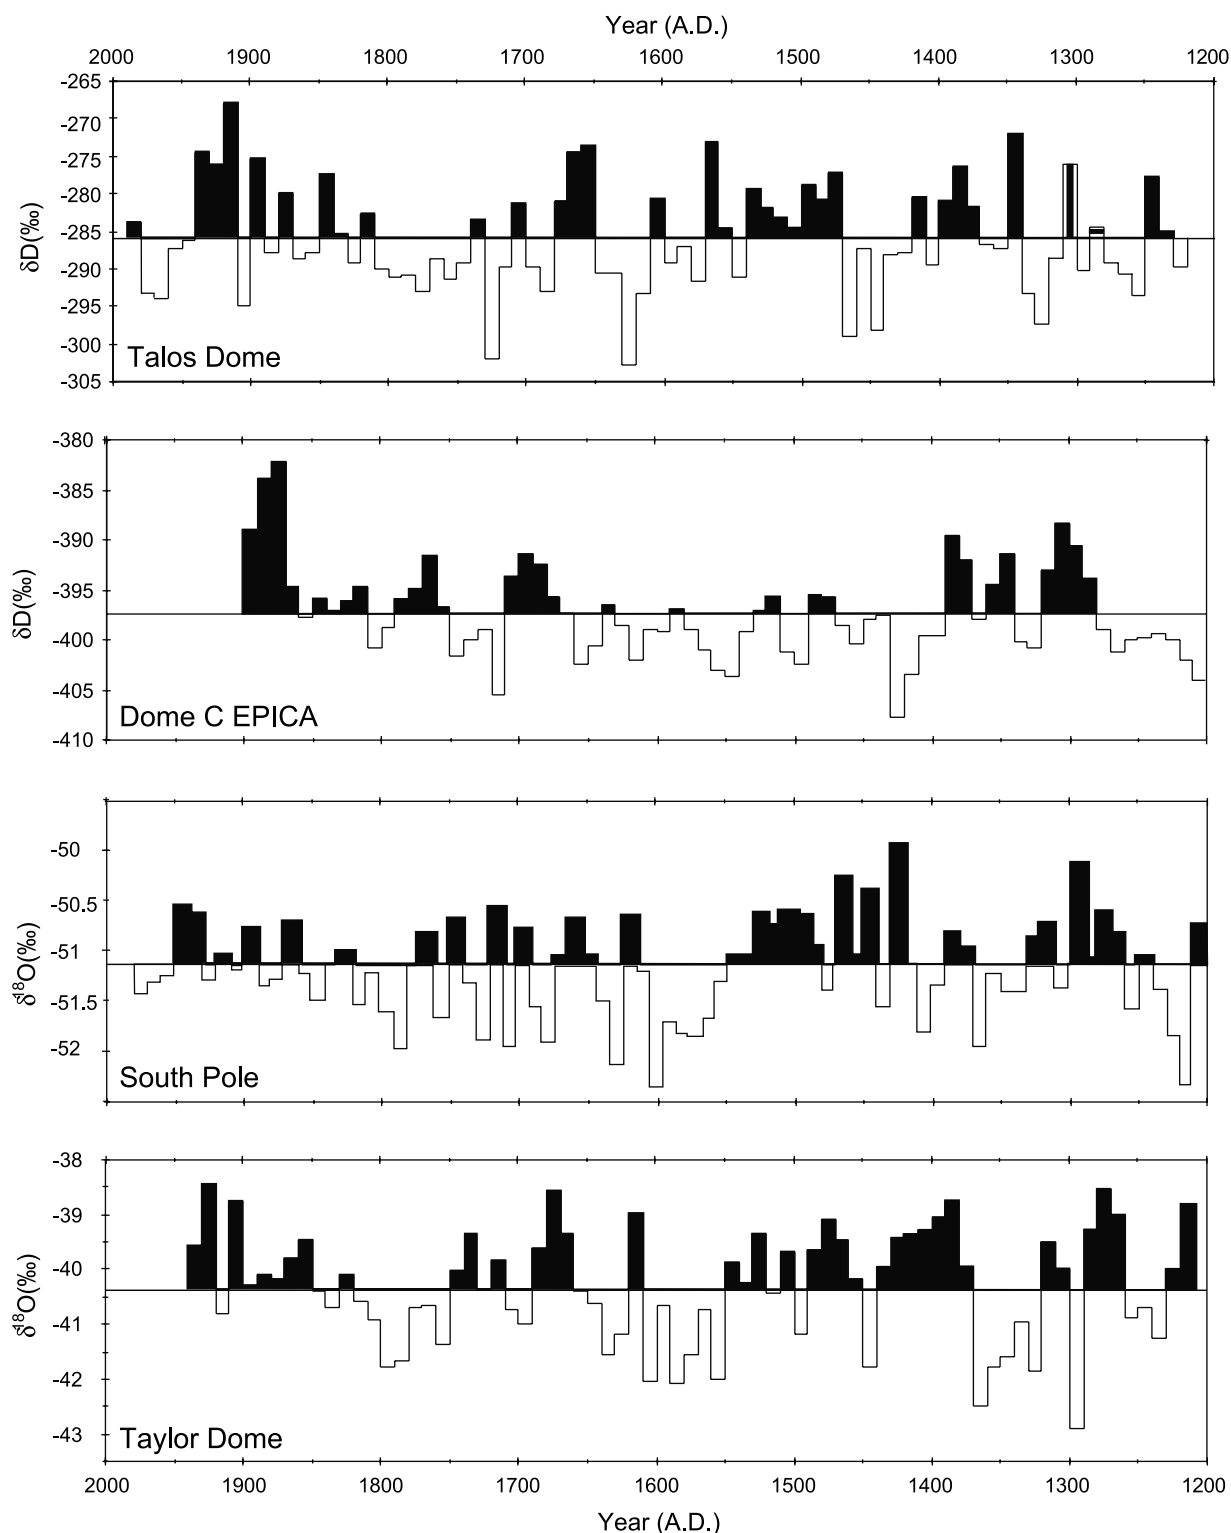 Year (A.D.)
2000 1900 1800 1700 1600 1500 1400 1300 1200
-265
-270
-275
-280
-285
-290
-295
-300
-305
δD(‰)
Talos Dome
-380
-385
-390
-395
-400
-405
-410
δD(‰)
Dome C EPICA
-50
-50.5
-51
-51.5
-52
δ¹⁸O(‰)
South Pole
-38
-39
-40
-41
-42
-43
δ¹⁸O(‰)
Taylor Dome
2000 1900 1800 1700 1600 1500 1400 1300 1200
Year (A.D.)